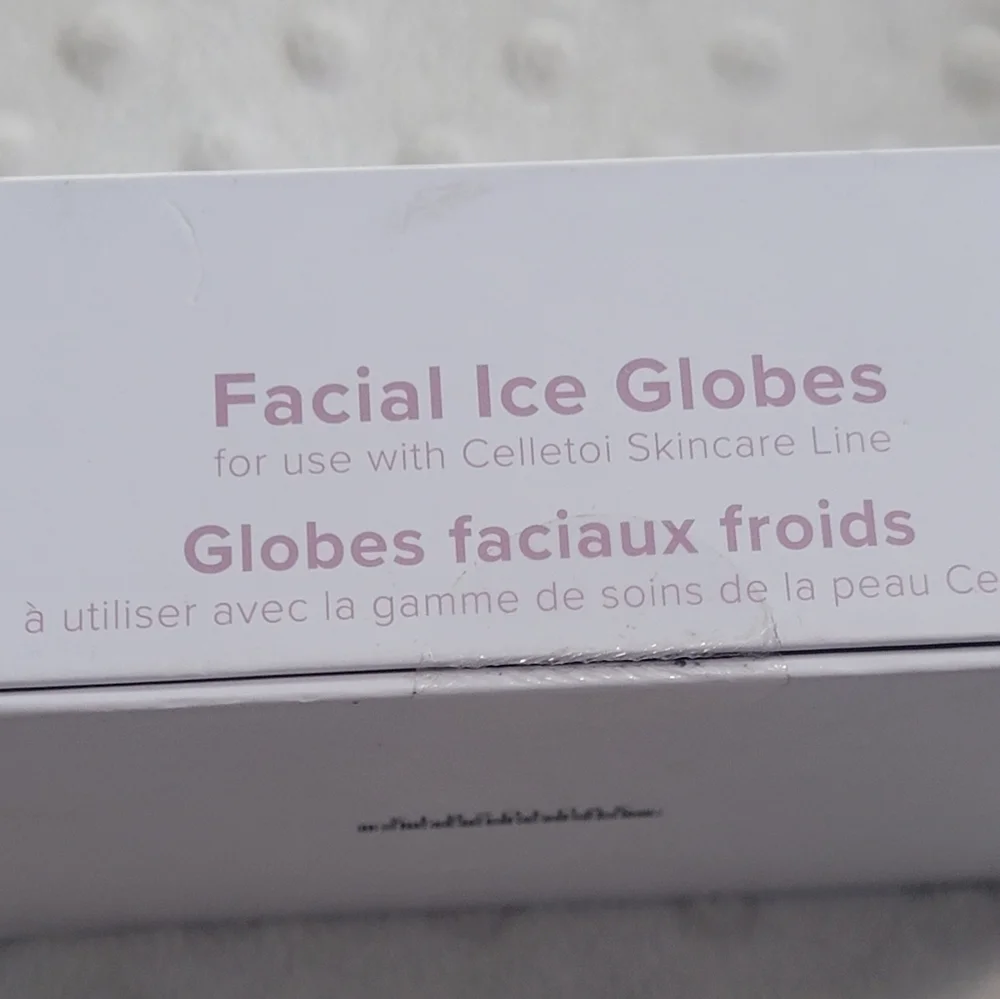 Facial Ice Globes
for use with Celletoi Skincare Line
Globes faciaux froids
à utiliser avec la gamme de soins de la peau Ce